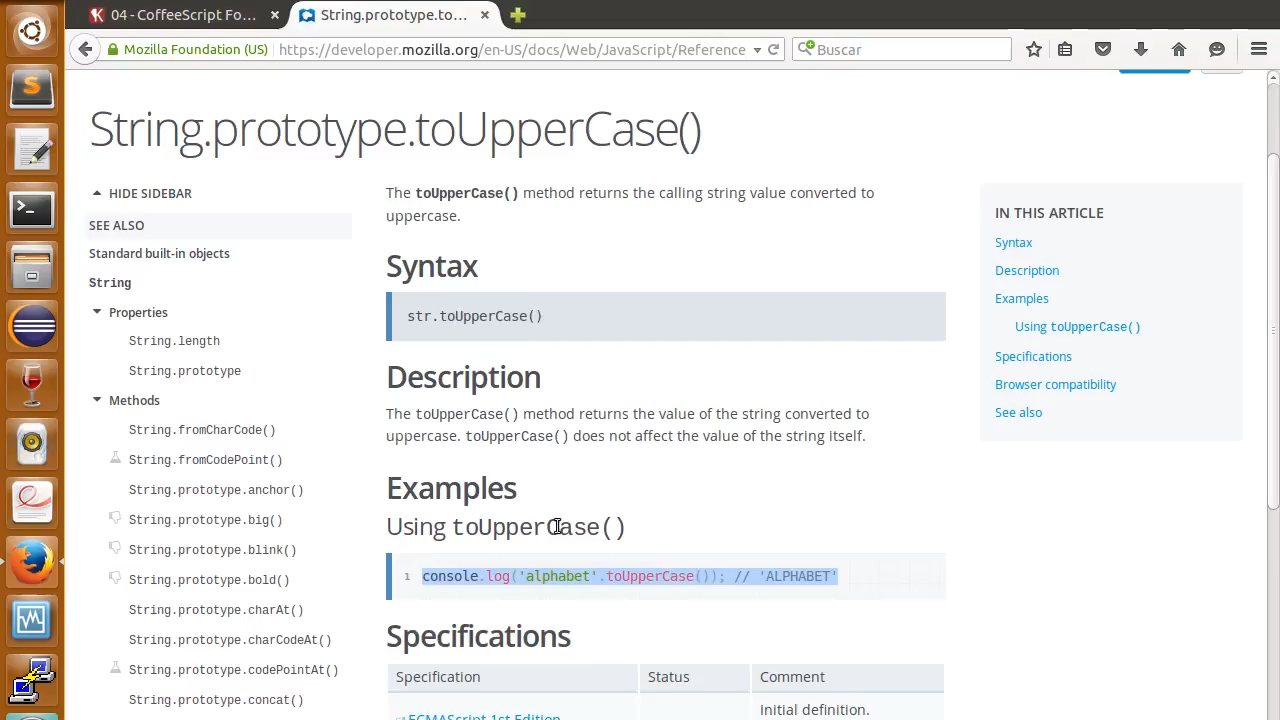 04 - CoffeeScript Fo...
String.prototype.to...
Mozilla Foundation (US)
https://developer.mozilla.org/en-US/docs/Web/JavaScript/Reference
Buscar
String.prototype.toUpperCase()
HIDE SIDEBAR
SEE ALSO
Standard built-in objects
String
Properties
String.length
String.prototype
Methods
String.fromCharCode()
String.fromCodePoint()
String.prototype.anchor()
String.prototype.big()
String.prototype.blink()
String.prototype.bold()
String.prototype.charAt()
String.prototype.charCodeAt()
String.prototype.codePointAt()
String.prototype.concat()
The toUpperCase() method returns the calling string value converted to
uppercase.
Syntax
str.toUpperCase()
Description
The toUpperCase() method returns the value of the string converted to
uppercase. toUpperCase() does not affect the value of the string itself.
Examples
Using toUpperCase()
1 console.log('alphabet'.toUpperCase()); // 'ALPHABET'
Specifications
Specification Status Comment
ECMAScript 1st Edition Initial definition.
IN THIS ARTICLE
Syntax
Description
Examples
Using toUpperCase()
Specifications
Browser compatibility
See also